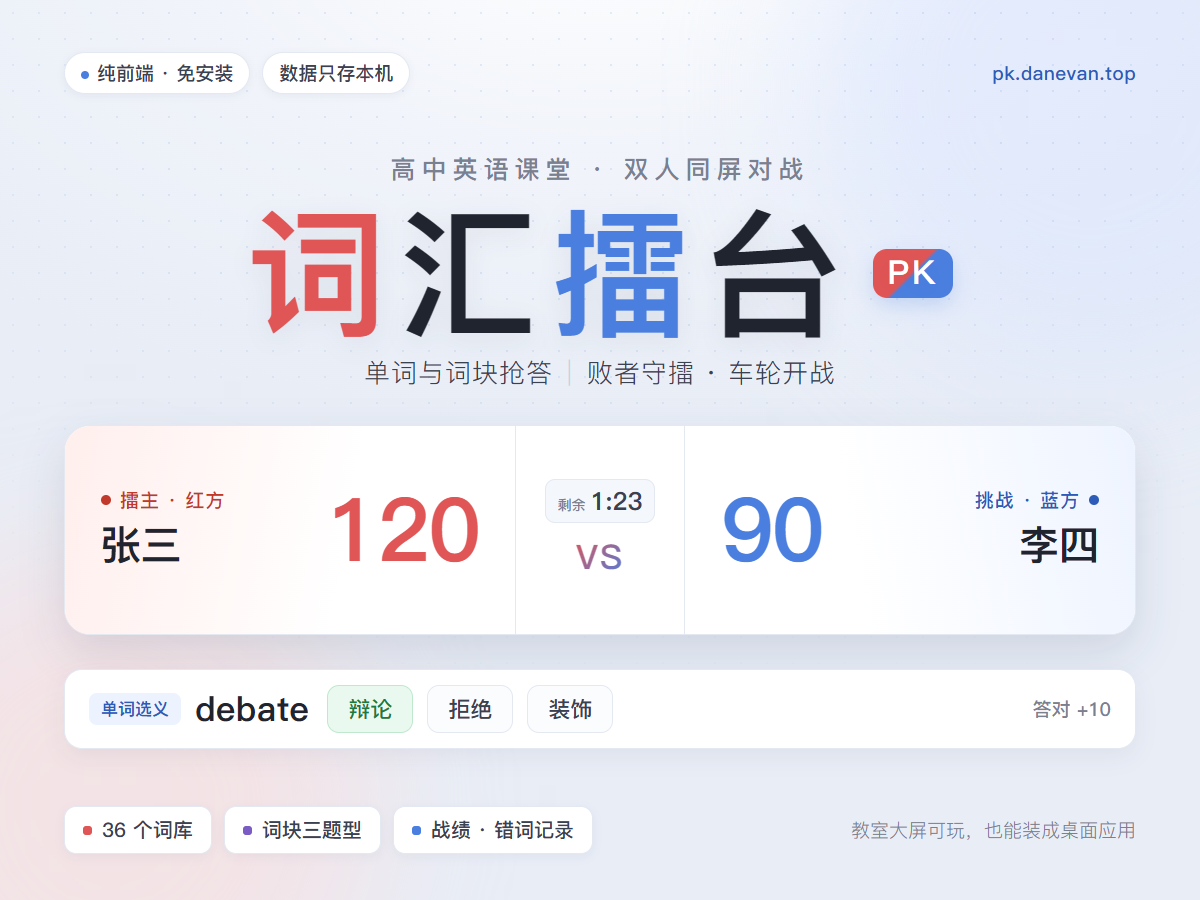 纯前端 · 免安装
数据只存本机
pk.danevan.top
高中英语课堂 · 双人同屏对战
词汇擂台 PK
单词与词块抢答 | 败者守擂 · 车轮开战
擂主 · 红方
张三
120
剩余 1:23
VS
90
挑战 · 蓝方
李四
单词选义 debate 辩论 拒绝 装饰 答对 +10
36 个词库
词块三题型
战绩 · 错词记录
教室大屏可玩，也能装成桌面应用